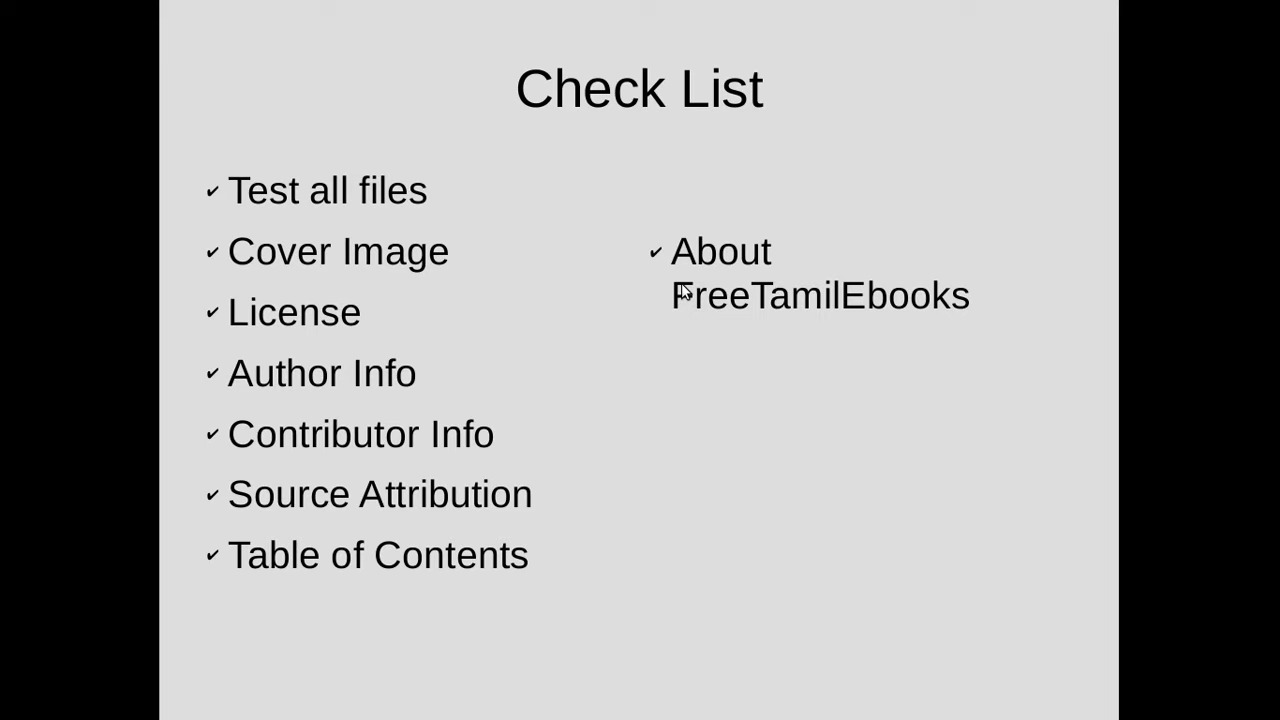 Check List
✔ Test all files
✔ Cover Image
✔ License
✔ Author Info
✔ Contributor Info
✔ Source Attribution
✔ Table of Contents
✔ About
FreeTamilEbooks